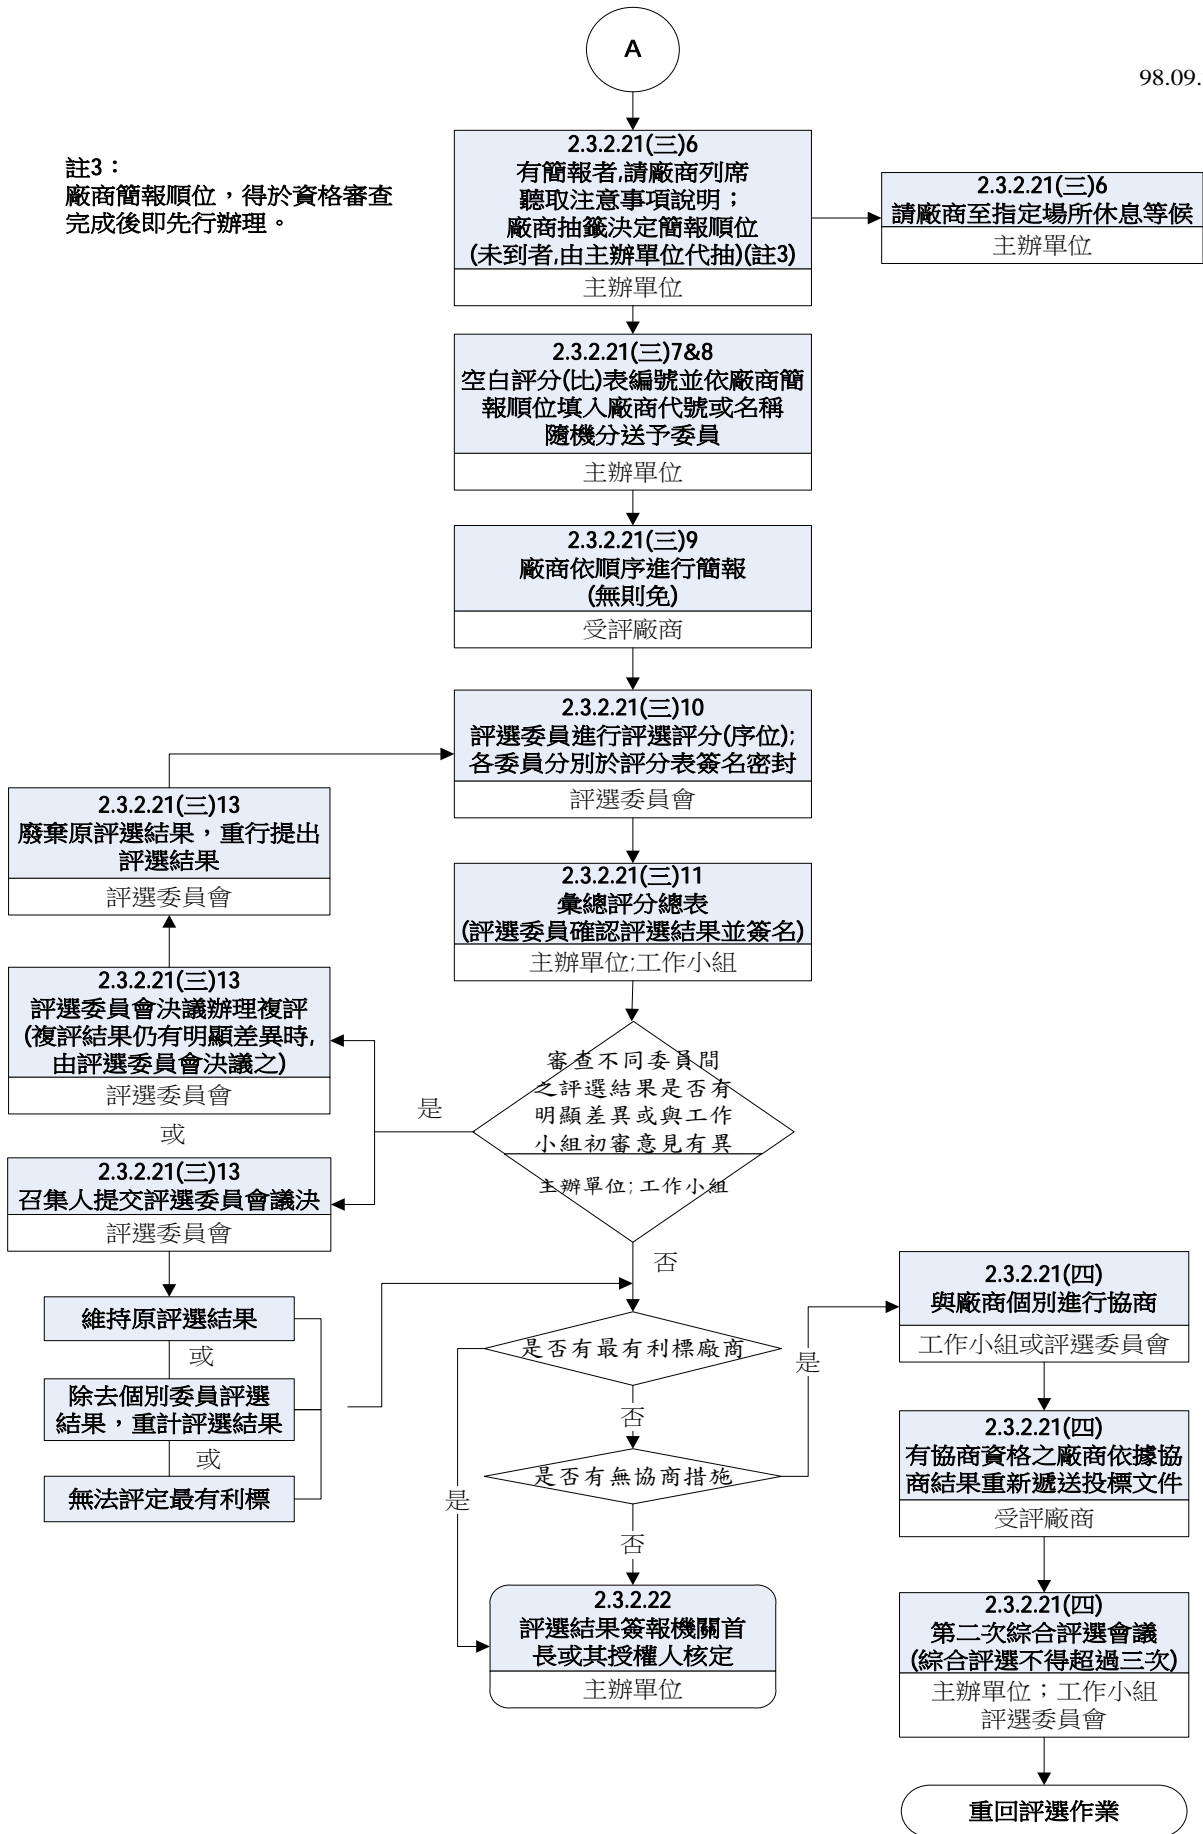 A
98.09.
註3：
廠商簡報順位，得於資格審查
完成後即先行辦理。
2.3.2.21(三)6
有簡報者,請廠商列席
聽取注意事項說明；
廠商抽籤決定簡報順位
(未到者,由主辦單位代抽)(註3)
主辦單位
2.3.2.21(三)6
請廠商至指定場所休息等候
主辦單位
2.3.2.21(三)7&8
空白評分(比)表編號並依廠商簡
報順位填入廠商代號或名稱
隨機分送予委員
主辦單位
2.3.2.21(三)9
廠商依順序進行簡報
(無則免)
受評廠商
2.3.2.21(三)10
評選委員進行評選評分(序位);
各委員分別於評分表簽名密封
評選委員會
2.3.2.21(三)13
廢棄原評選結果，重行提出
評選結果
評選委員會
2.3.2.21(三)11
彙總評分總表
(評選委員確認評選結果並簽名)
主辦單位;工作小組
2.3.2.21(三)13
評選委員會決議辦理複評
(複評結果仍有明顯差異時,
由評選委員會決議之)
評選委員會
或
是
審查不同委員間
之評選結果是否有
明顯差異或與工作
小組初審意見有異
主辦單位;工作小組
2.3.2.21(三)13
召集人提交評選委員會議決
評選委員會
否
維持原評選結果
或
除去個別委員評選
結果，重計評選結果
或
無法評定最有利標
是否有最有利標廠商
是
否
是否有無協商措施
是
否
2.3.2.22
評選結果簽報機關首
長或其授權人核定
主辦單位
2.3.2.21(四)
與廠商個別進行協商
工作小組或評選委員會
2.3.2.21(四)
有協商資格之廠商依據協
商結果重新遞送投標文件
受評廠商
2.3.2.21(四)
第二次綜合評選會議
(綜合評選不得超過三次)
主辦單位；工作小組
評選委員會
重回評選作業